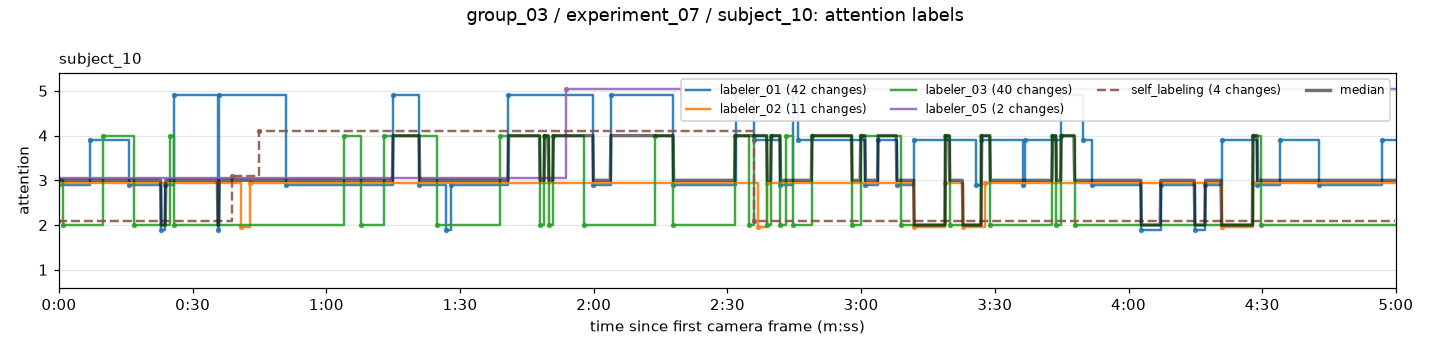 group_03 / experiment_07 / subject_10: attention labels
subject_10
labeler_01 (42 changes)
labeler_02 (11 changes)
labeler_03 (40 changes)
labeler_05 (2 changes)
self_labeling (4 changes)
median
attention
5
4
3
2
1
0:00 0:30 1:00 1:30 2:00 2:30 3:00 3:30 4:00 4:30 5:00
time since first camera frame (m:ss)